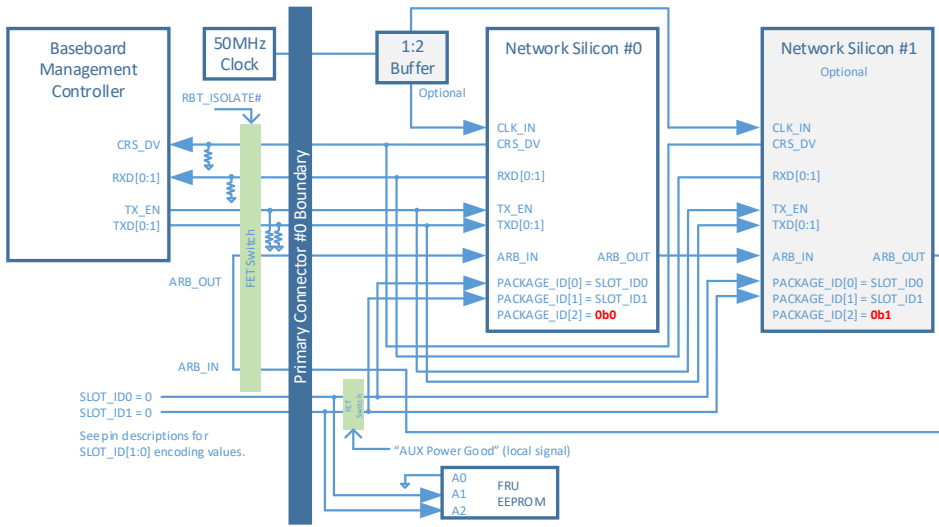 Baseboard
Management
Controller
50MHz
Clock
1:2
Buffer
Optional
Network Silicon #0
Network Silicon #1
Optional
RBT_ISOLATE#
CRS_DV
RXD[0:1]
TX_EN
TXD[0:1]
FET Switch
Primary Connector #0 Boundary
CLK_IN
CRS_DV
RXD[0:1]
TX_EN
TXD[0:1]
ARB_IN
ARB_OUT
PACKAGE_ID[0] = SLOT_ID0
PACKAGE_ID[1] = SLOT_ID1
PACKAGE_ID[2] = 0b0
CLK_IN
CRS_DV
RXD[0:1]
TX_EN
TXD[0:1]
ARB_IN
ARB_OUT
PACKAGE_ID[0] = SLOT_ID0
PACKAGE_ID[1] = SLOT_ID1
PACKAGE_ID[2] = 0b1
ARB_OUT
ARB_IN
SLOT_ID0 = 0
SLOT_ID1 = 0
See pin descriptions for
SLOT_ID[1:0] encoding values.
FET
Switch
“AUX Power Good” (local signal)
A0
A1
A2
FRU
EEPROM